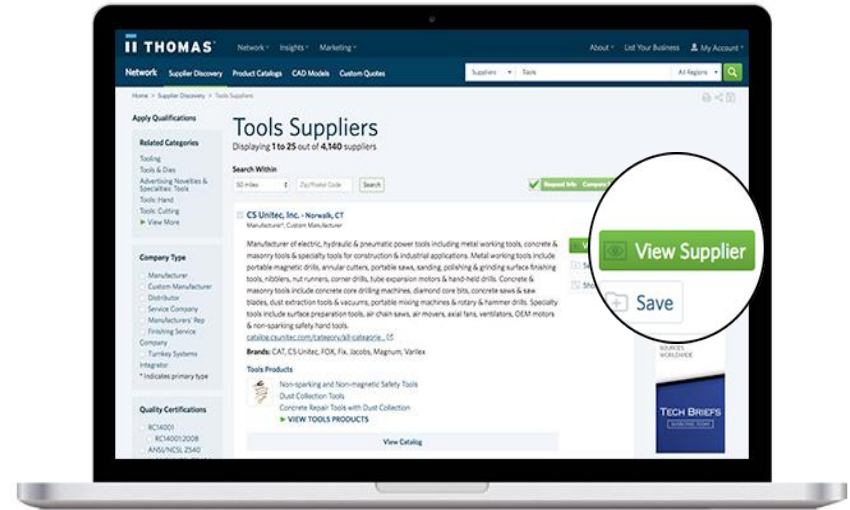 THOMAS
Network Insights Marketing
About List Your Business My Account
Network Supplier Discovery Product Catalogs CAD Models Custom Quotes
Suppliers Tools All Regions
Home > Supplier Discovery > Tools Suppliers
Apply Qualifications
Related Categories
Tooling
Tools & Dies
Advertising Novelties &
Specialties: Tools
Tools: Hand
Tools: Cutting
View More
Company Type
Manufacturer
Custom Manufacturer
Distributor
Service Company
Manufacturers' Rep
Finishing Service
Company
Turnkey Systems
Integrator
* Indicates primary type
Quality Certifications
RC14001
RC14001:2008
ANSI/NCSL Z540
Tools Suppliers
Displaying 1 to 25 out of 4,140 suppliers
Search Within
50 miles Zip/Postal Code Search
Request Info Company
CS Unitec, Inc. - Norwalk, CT
Manufacturer*, Custom Manufacturer
Manufacturer of electric, hydraulic & pneumatic power tools including metal working tools, concrete &
masonry tools & specialty tools for construction & industrial applications. Metal working tools include
portable magnetic drills, annular cutters, portable saws, sanding, polishing & grinding surface finishing
tools, nibblers, nut runners, corner drills, tube expansion motors & hand-held drills. Concrete &
masonry tools include concrete core drilling machines, diamond core bits, concrete saws & saw
blades, dust extraction tools & vacuums, portable mixing machines & rotary & hammer drills. Specialty
tools include surface preparation tools, air chain saws, air movers, axial fans, ventilators, OEM motors
& non-sparking safety hand tools.
catalog.csunitec.com/category/all-categorie...
Brands: CAT, CS Unitec, FOX, Fix, Jacobs, Magnum, Varilex
Tools Products
Non-sparking and Non-magnetic Safety Tools
Dust Collection Tools
Concrete Repair Tools with Dust Collection
VIEW TOOLS PRODUCTS
View Catalog
View Supplier
Save
SOURCES
WORLDWIDE
TECH BRIEFS